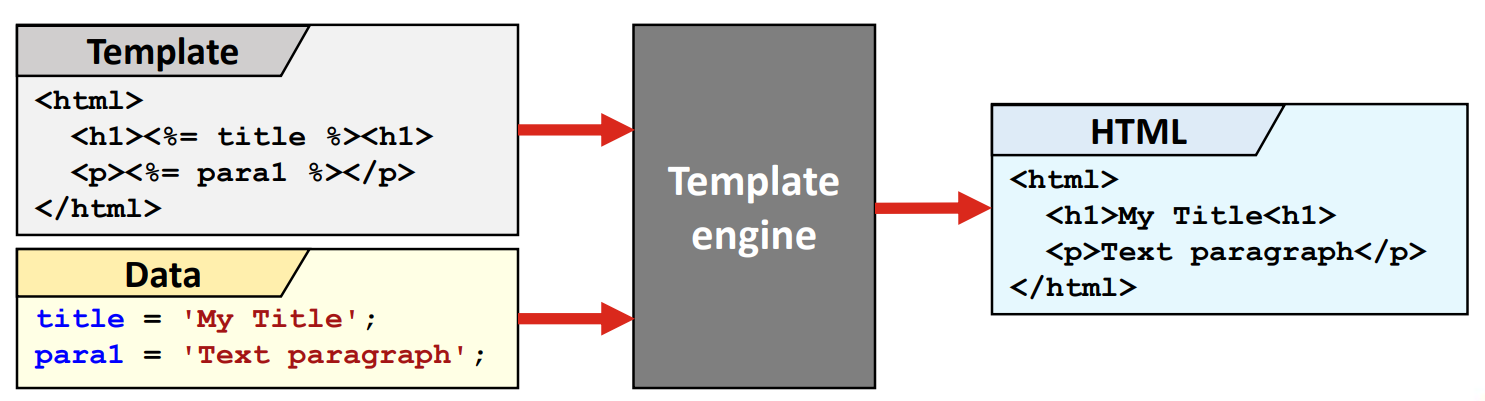 Template
<html>
  <h1><%= title %><h1>
  <p><%= para1 %></p>
</html>
Data
title = 'My Title';
para1 = 'Text paragraph';
Template
engine
HTML
<html>
  <h1>My Title<h1>
  <p>Text paragraph</p>
</html>